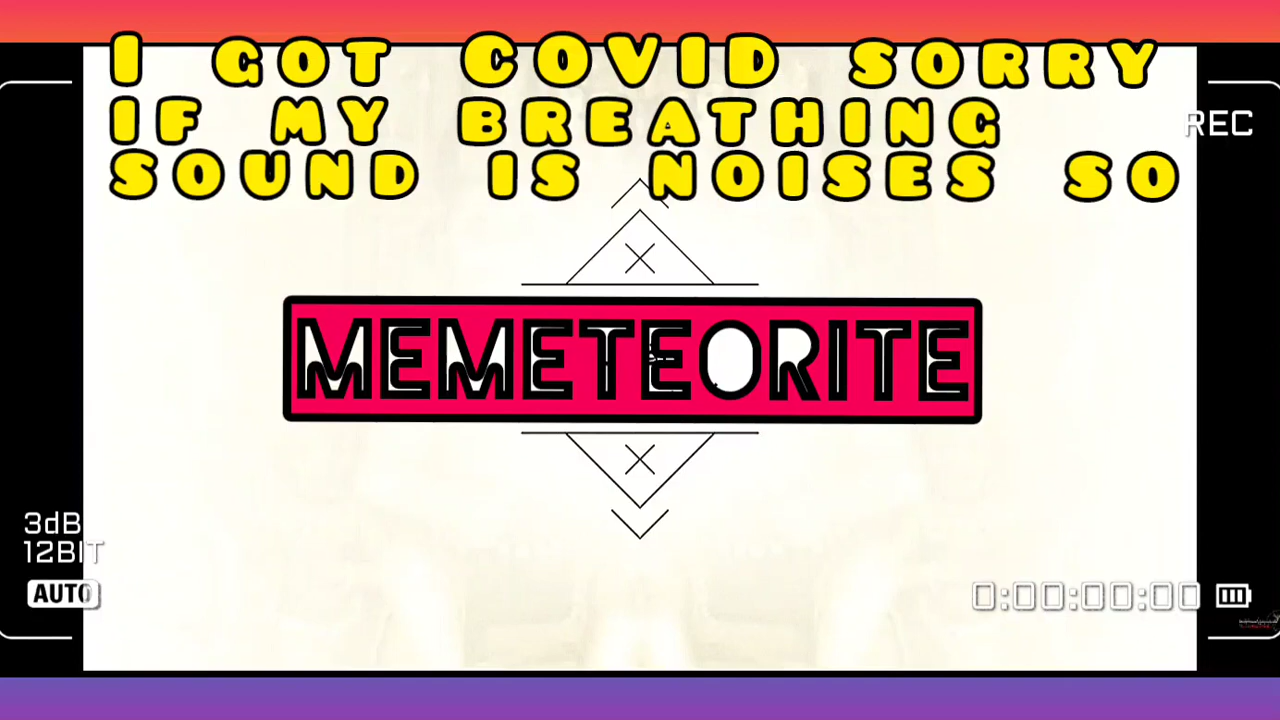 I GOT COVID SORRY
IF MY BREATHING
SOUND IS NOISES SO
REC
MEMETEORITE
3dB
12BIT
AUTO
0:00:00:00